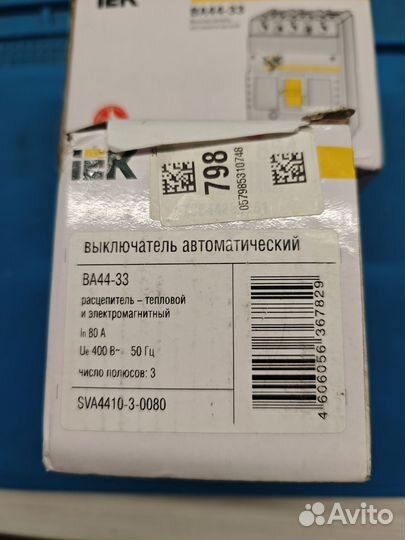 IEK
ВА44-33
IEK
798
057985310748
ВЫКЛЮЧАТЕЛЬ АВТОМАТИЧЕСКИЙ
ВА44-33
расцепитель – тепловой
и электромагнитный
In 80 А
Ue 400 В~ 50 Гц
число полюсов: 3
SVA4410-3-0080
4606056367829
Avito